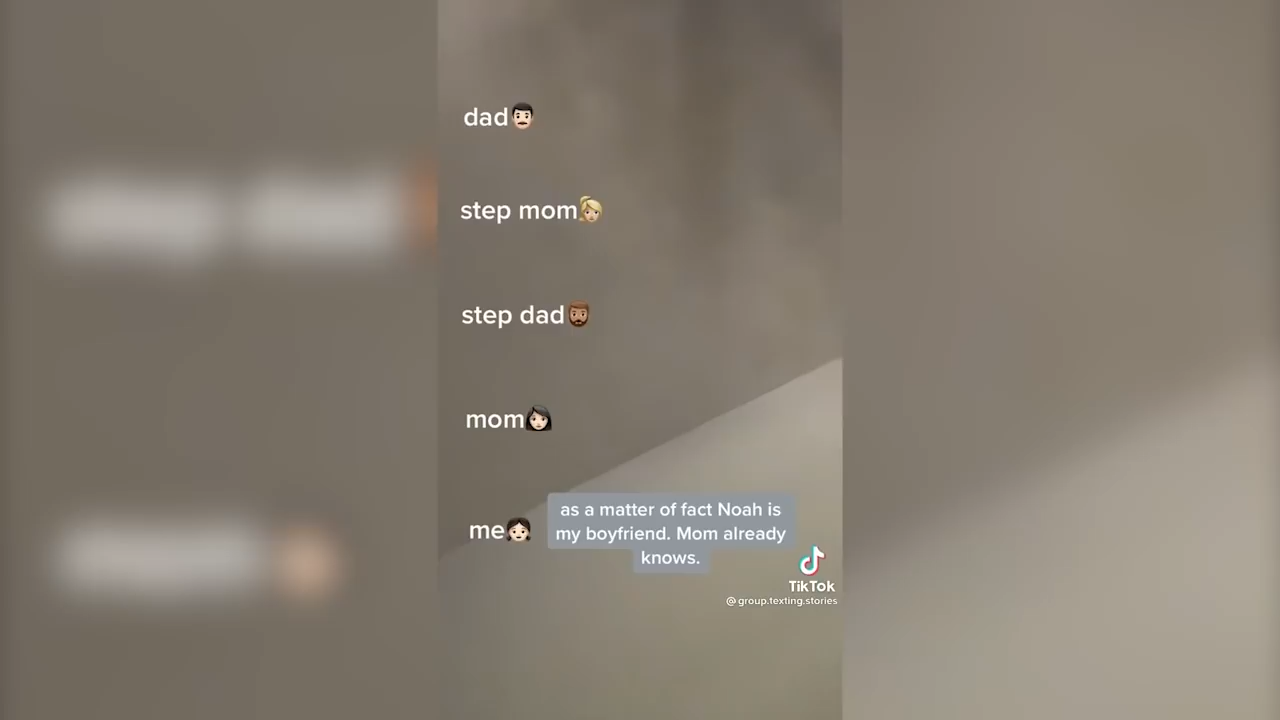 dad👨🏻
step mom👱🏼‍♀️
step dad🧔🏽
mom👩🏻
me👧🏻
as a matter of fact Noah is
my boyfriend. Mom already
knows.
TikTok
@group.texting.stories